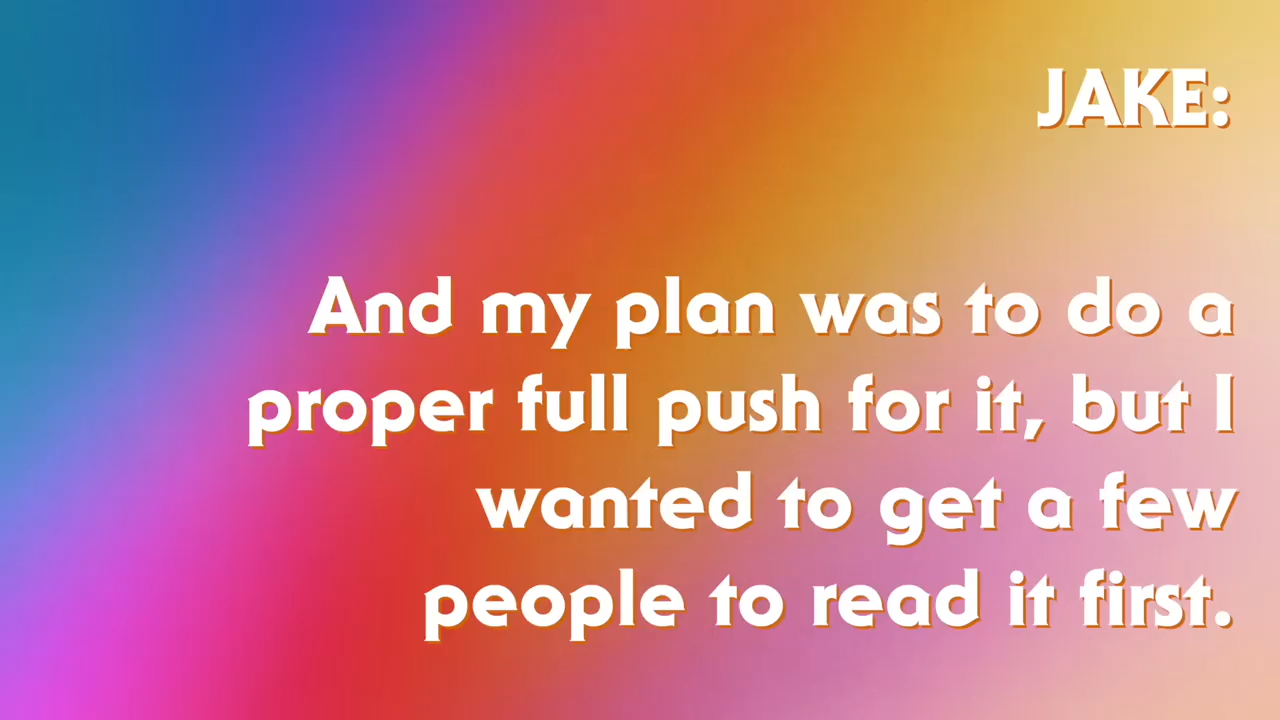 JAKE:
And my plan was to do a
proper full push for it, but I
wanted to get a few
people to read it first.